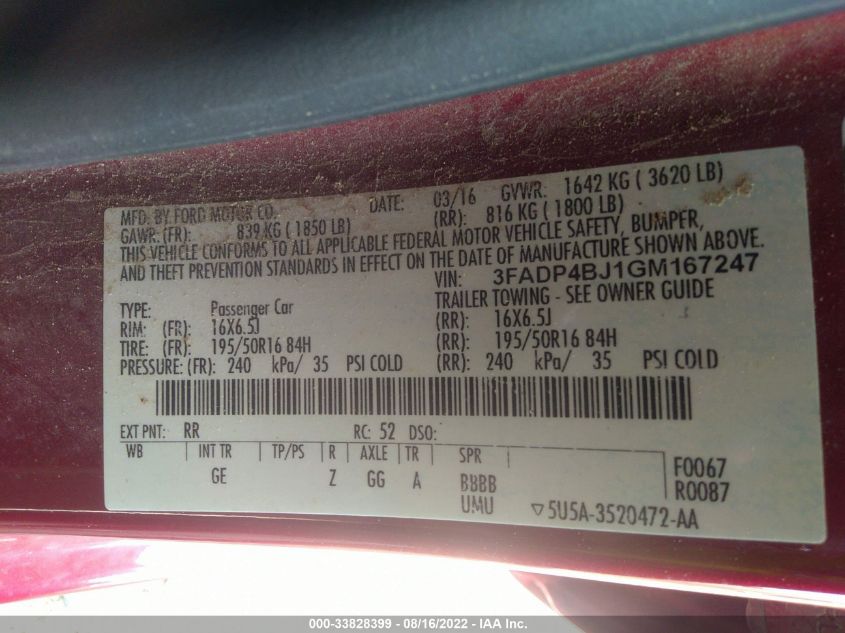 MFD. BY FORD MOTOR CO. DATE: 03/16 GVWR: 1642 KG ( 3620 LB)
GAWR: (FR): 839 KG ( 1850 LB) (RR): 816 KG ( 1800 LB)
THIS VEHICLE CONFORMS TO ALL APPLICABLE FEDERAL MOTOR VEHICLE SAFETY, BUMPER,
AND THEFT PREVENTION STANDARDS IN EFFECT ON THE DATE OF MANUFACTURE SHOWN ABOVE.
VIN: 3FADP4BJ1GM167247
TYPE: Passenger Car TRAILER TOWING - SEE OWNER GUIDE
RIM: (FR): 16X6.5J (RR): 16X6.5J
TIRE: (FR): 195/50R16 84H (RR): 195/50R16 84H
PRESSURE: (FR): 240 kPa/ 35 PSI COLD (RR): 240 kPa/ 35 PSI COLD
EXT PNT: RR RC: 52 DSO:
WB INT TR TP/PS R AXLE TR SPR F0067
GE Z GG A BBBB R0087
UMU ▽5U5A-3520472-AA
000-33828399 - 08/16/2022 - IAA Inc.